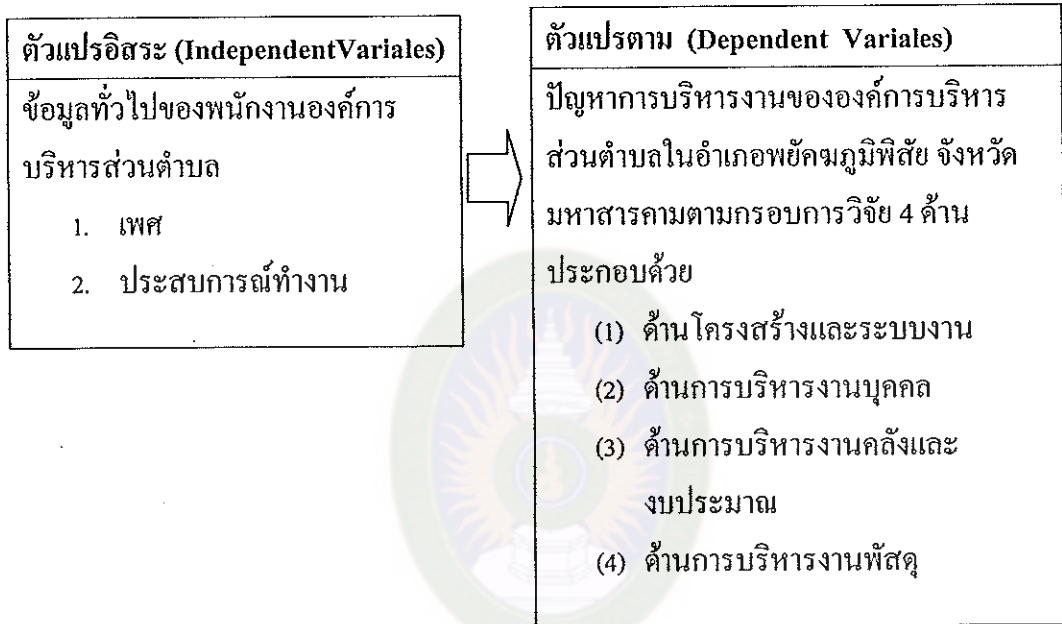 ตัวแปรอิสระ (IndependentVariales)
ข้อมูลทั่วไปของพนักงานองค์การ
บริหารส่วนตำบล
1. เพศ
2. ประสบการณ์ทำงาน
ตัวแปรตาม (Dependent Variales)
ปัญหาการบริหารงานขององค์การบริหาร
ส่วนตำบลในอำเภอพยัคฆภูมิพิสัย จังหวัด
มหาสารคามตามกรอบการวิจัย 4 ด้าน
ประกอบด้วย
(1) ด้านโครงสร้างและระบบงาน
(2) ด้านการบริหารงานบุคคล
(3) ด้านการบริหารงานคลังและ
งบประมาณ
(4) ด้านการบริหารงานพัสดุ